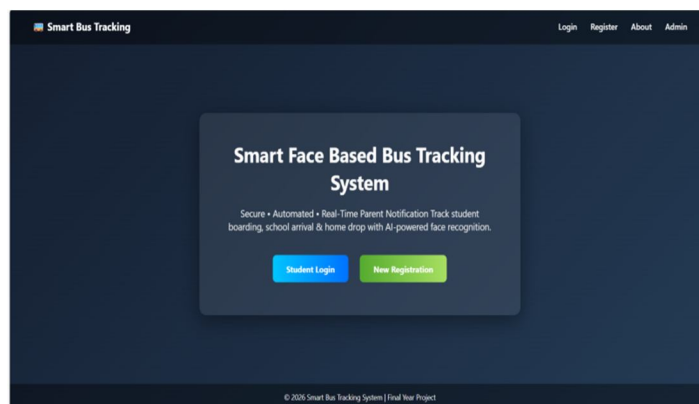 Smart Bus Tracking
Login Register About Admin
Smart Face Based Bus Tracking
System
Secure • Automated • Real-Time Parent Notification Track student
boarding, school arrival & home drop with AI-powered face recognition.
Student Login
New Registration
© 2026 Smart Bus Tracking System | Final Year Project